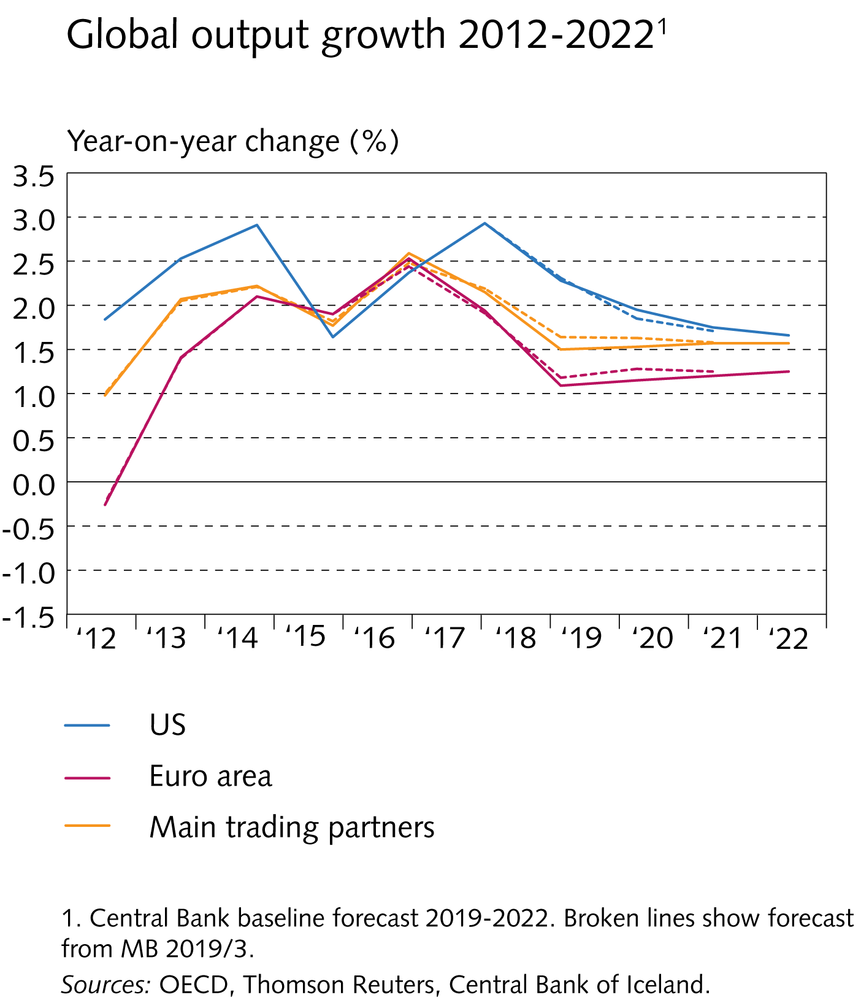 Global output growth 2012-2022¹
Year-on-year change (%)
3.5
3.0
2.5
2.0
1.5
1.0
0.5
0.0
-0.5
-1.0
-1.5
‘12 ‘13 ‘14 ‘15 ‘16 ‘17 ‘18 ‘19 ‘20 ‘21 ‘22
US
Euro area
Main trading partners
1. Central Bank baseline forecast 2019-2022. Broken lines show forecast
from MB 2019/3.
Sources: OECD, Thomson Reuters, Central Bank of Iceland.